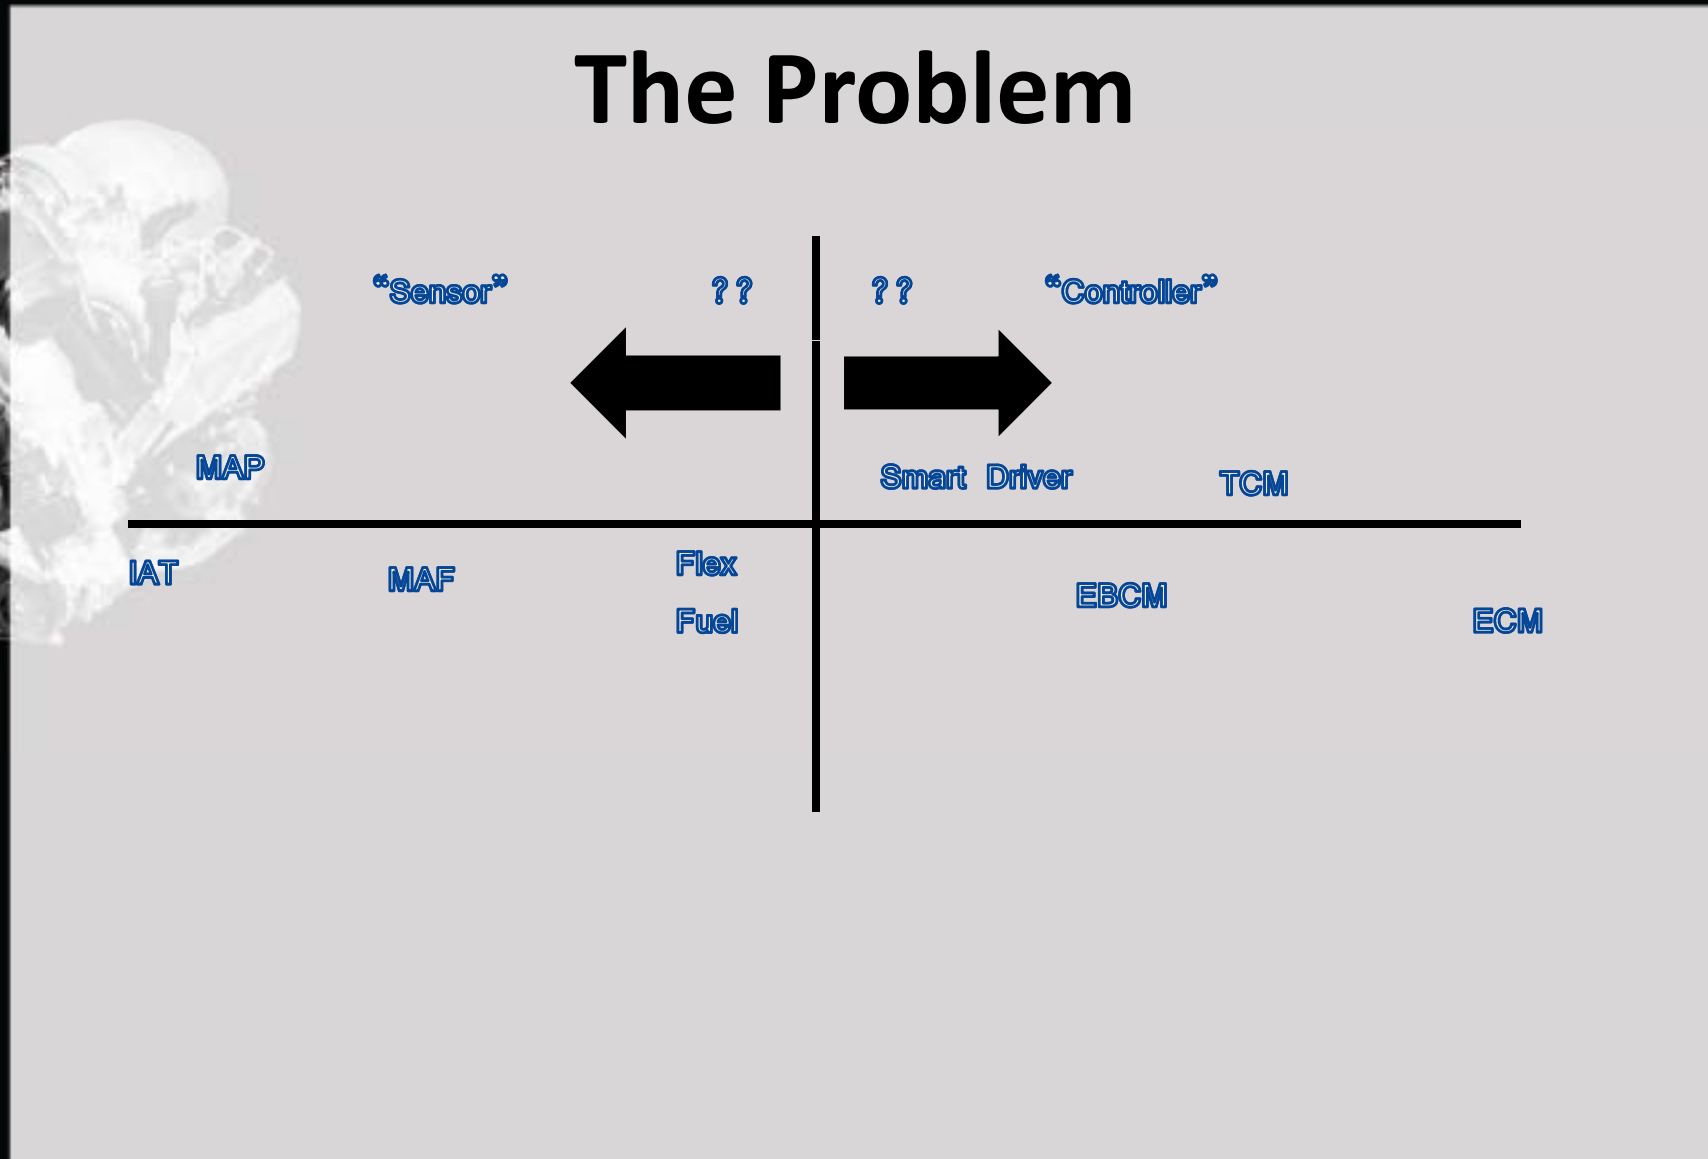 The Problem
“Sensor” ?? ?? “Controller”
MAP Smart Driver TCM
IAT MAF Flex
Fuel EBCM ECM